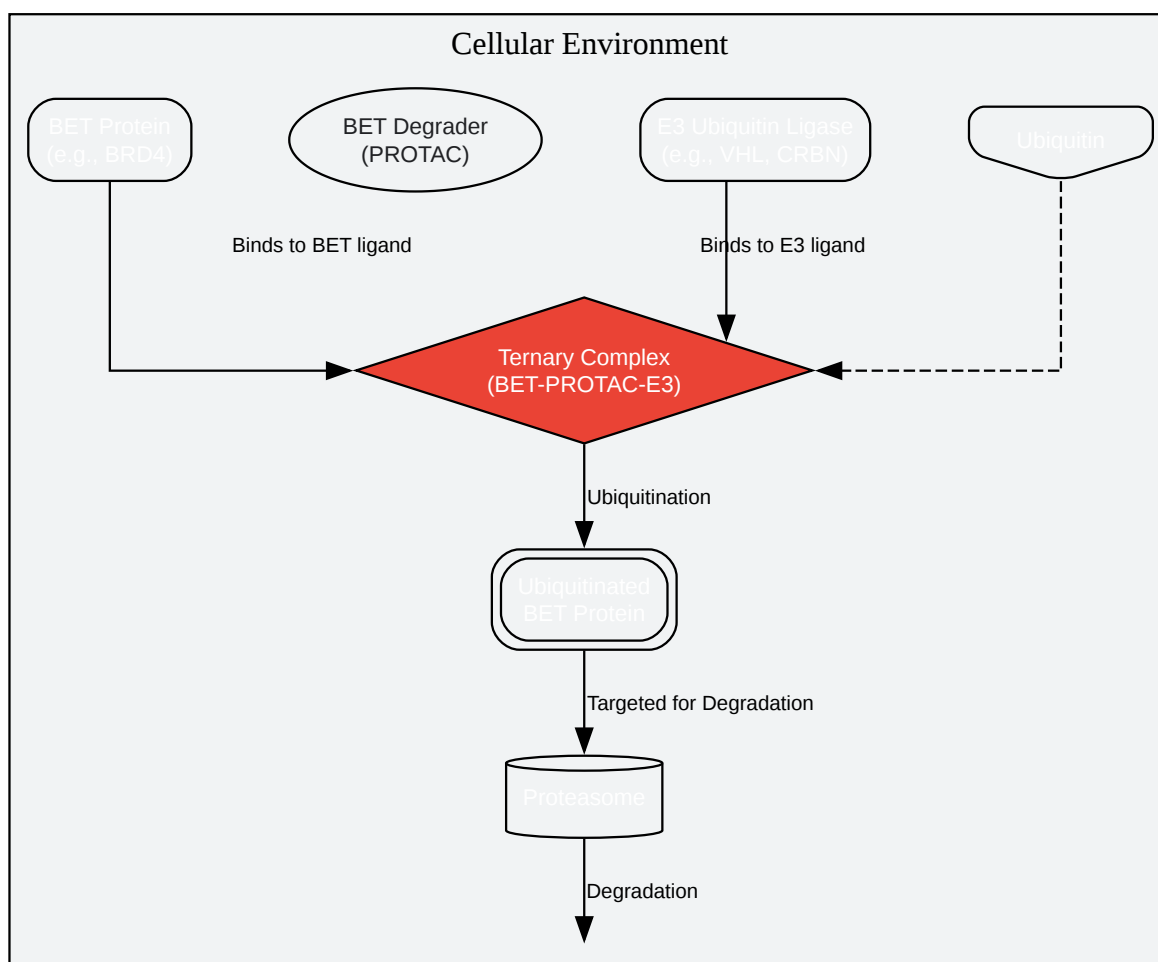 Cellular Environment
BET Protein
(e.g., BRD4)
BET Degrader
(PROTAC)
E3 Ubiquitin Ligase
(e.g., VHL, CRBN)
Ubiquitin
Binds to BET ligand
Binds to E3 ligand
Ternary Complex
(BET-PROTAC-E3)
Ubiquitination
Ubiquitinated
BET Protein
Targeted for Degradation
Proteasome
Degradation